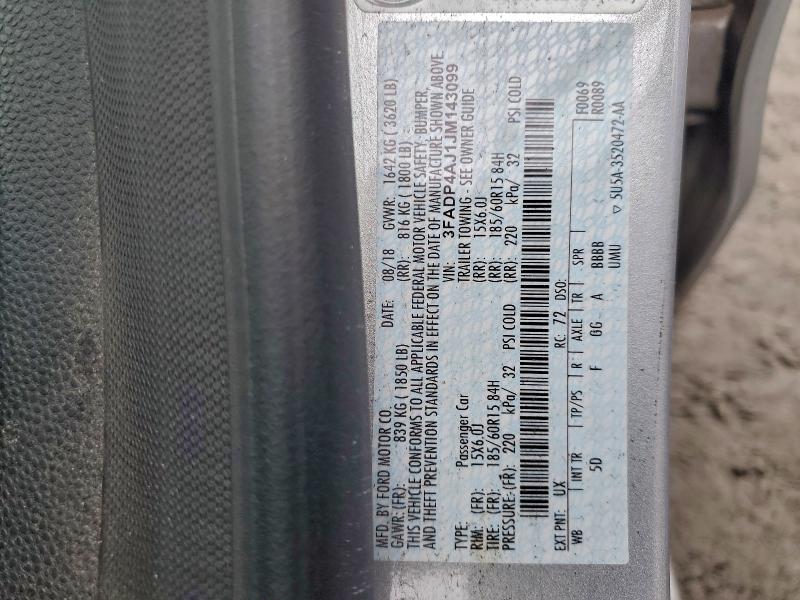 MFD. BY FORD MOTOR CO. DATE: 08/18 GVWR: 1642 KG ( 3620 LB)
GAWR: (FR): 839 KG (1850 LB) (RR): 816 KG (1800 LB)
THIS VEHICLE CONFORMS TO ALL APPLICABLE FEDERAL MOTOR VEHICLE SAFETY, BUMPER,
AND THEFT PREVENTION STANDARDS IN EFFECT ON THE DATE OF MANUFACTURE SHOWN ABOVE.
VIN: 3FADP4AJ1JM143099
TYPE: Passenger Car TRAILER TOWING - SEE OWNER GUIDE
RIM: (FR): 15X6.0J (RR): 15X6.0J
TIRE: (FR): 185/60R15 84H (RR): 185/60R15 84H
PRESSURE:(FR): 220 kPa/ 32 PSI COLD (RR): 220 kPa/ 32 PSI COLD
EXT PNT: UX RC: 72 DSO: F0069
R0089
WB INT TR TP/PS R AXLE TR SPR
5D F 0G A BBBB
UMU ▽ 5U5A-3520472-AA